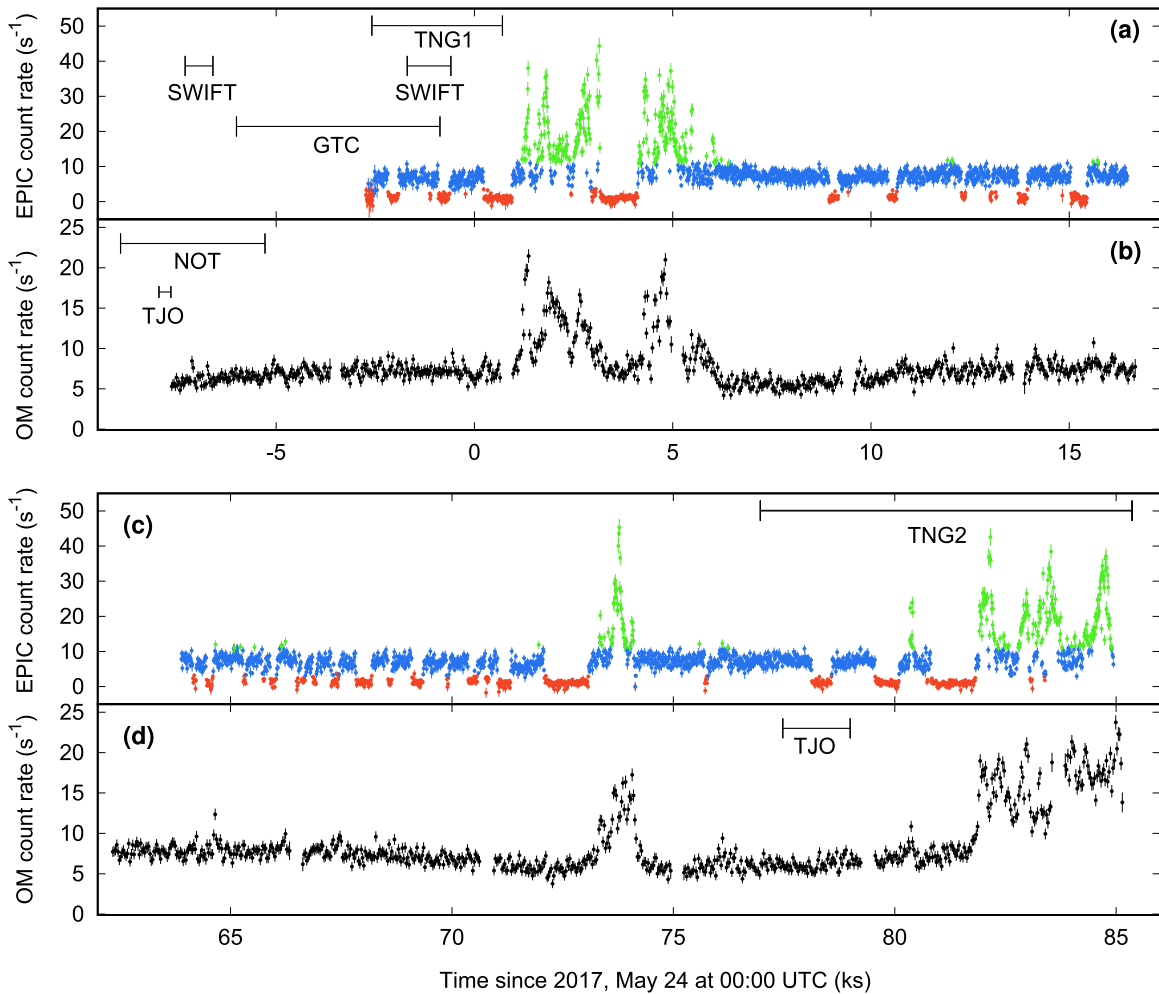 EPIC count rate (s⁻¹)
50
40
30
20
10
0
TNG1
(a)
SWIFT
SWIFT
GTC
OM count rate (s⁻¹)
25
20
15
10
5
0
NOT
(b)
TJO
-5 0 5 10 15
EPIC count rate (s⁻¹)
50
40
30
20
10
0
(c)
TNG2
OM count rate (s⁻¹)
25
20
15
10
5
0
(d)
TJO
65 70 75 80 85
Time since 2017, May 24 at 00:00 UTC (ks)